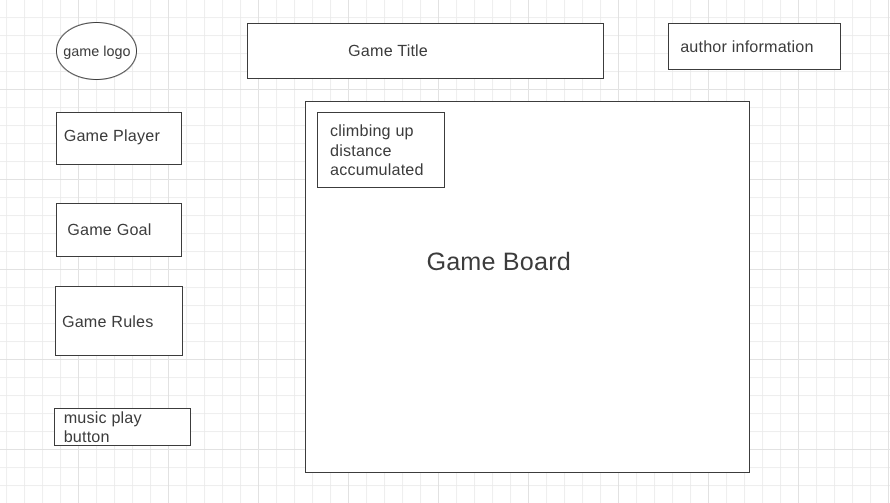 game logo
Game Title
author information
Game Player
climbing up
distance
accumulated
Game Goal
Game Board
Game Rules
music play
button